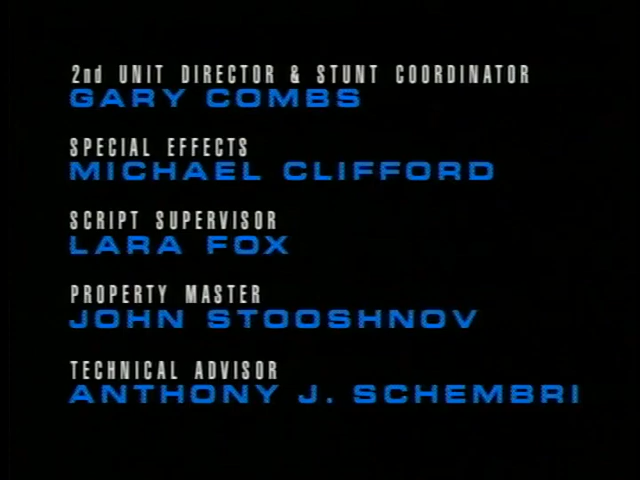 2nd UNIT DIRECTOR & STUNT COORDINATOR
GARY COMBS
SPECIAL EFFECTS
MICHAEL CLIFFORD
SCRIPT SUPERVISOR
LARA FOX
PROPERTY MASTER
JOHN STOOSHNOV
TECHNICAL ADVISOR
ANTHONY J. SCHEMBRI